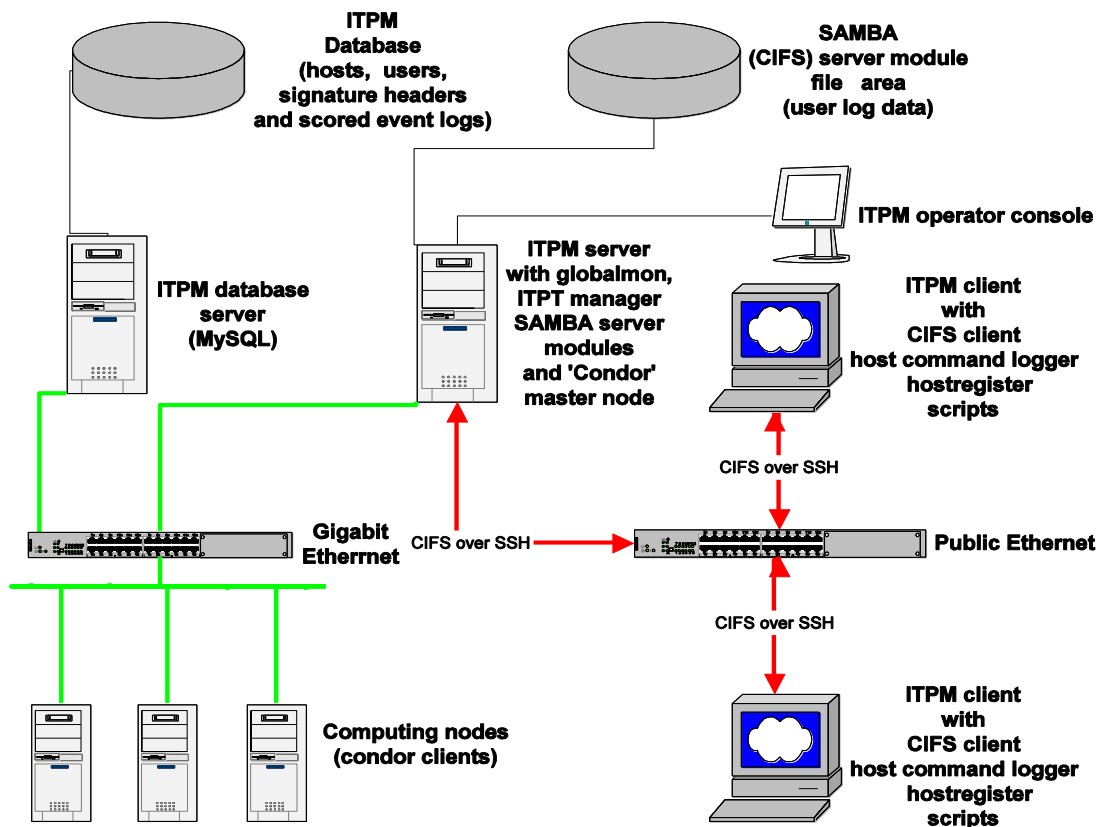 ITPM
Database
(hosts, users,
signature headers
and scored event logs)
SAMBA
(CIFS) server module
file area
(user log data)
ITPM operator console
ITPM database
server
(MySQL)
ITPM server
with globalmon,
ITPT manager
SAMBA server
modules
and 'Condor'
master node
ITPM client
with
CIFS client
host command logger
hostregister
scripts
CIFS over SSH
Gigabit
Etherrnet
CIFS over SSH
Public Ethernet
CIFS over SSH
Computing nodes
(condor clients)
ITPM client
with
CIFS client
host command logger
hostregister
scripts